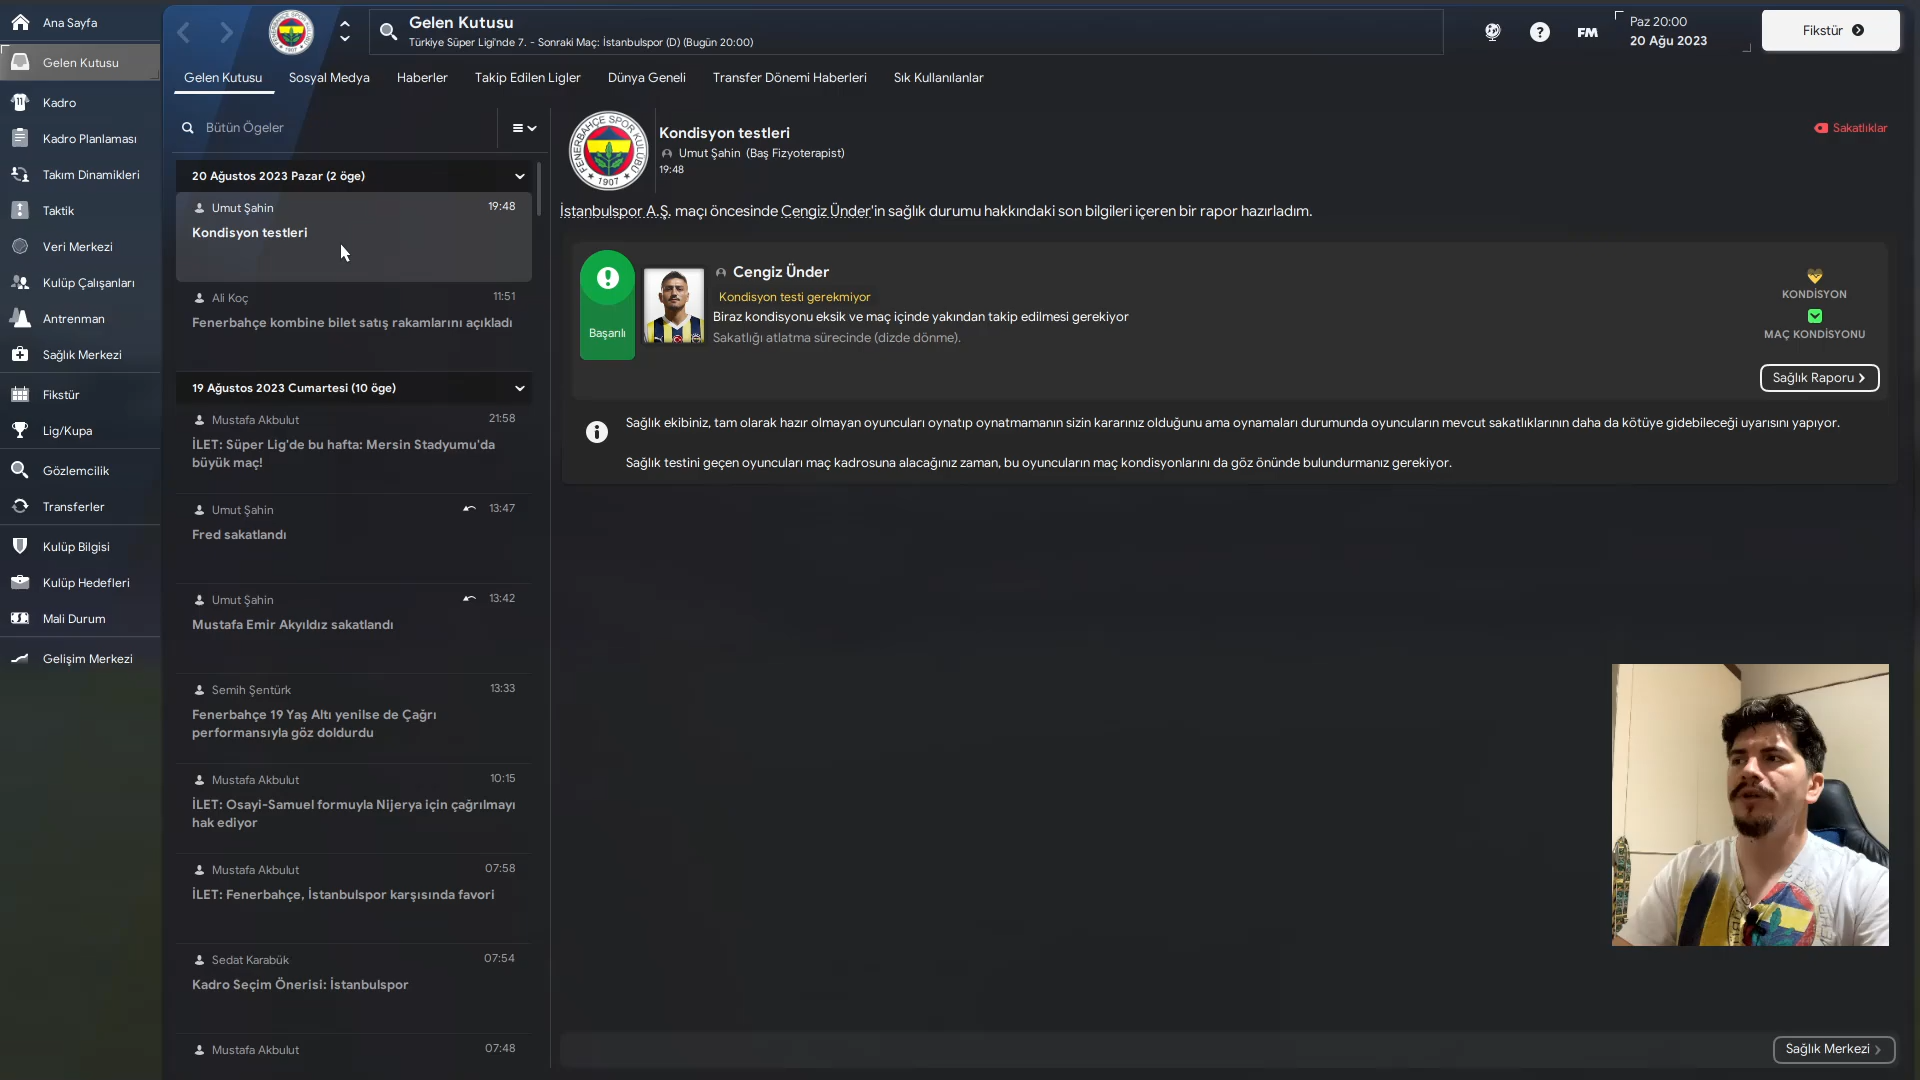 Ana Sayfa
Gelen Kutusu
Kadro
Kadro Planlaması
Takım Dinamikleri
Taktik
Veri Merkezi
Kulüp Çalışanları
Antrenman
Sağlık Merkezi
Fikstür
Lig/Kupa
Gözlemcilik
Transferler
Kulüp Bilgisi
Kulüp Hedefleri
Mali Durum
Gelişim Merkezi
Gelen Kutusu
Türkiye Süper Ligi'nde 7. - Sonraki Maç: İstanbulspor (D) (Bugün 20:00)
FM
Paz 20:00
20 Ağu 2023
Fikstür
Gelen Kutusu Sosyal Medya Haberler Takip Edilen Ligler Dünya Geneli Transfer Dönemi Haberleri Sık Kullanılanlar
Bütün Ögeler
20 Ağustos 2023 Pazar (2 öge)
Umut Şahin 19:48
Kondisyon testleri
Ali Koç 11:51
Fenerbahçe kombine bilet satış rakamlarını açıkladı
19 Ağustos 2023 Cumartesi (10 öge)
Mustafa Akbulut 21:58
İLET: Süper Lig'de bu hafta: Mersin Stadyumu'da
büyük maç!
Umut Şahin 13:47
Fred sakatlandı
Umut Şahin 13:42
Mustafa Emir Akyıldız sakatlandı
Semih Şentürk 13:33
Fenerbahçe 19 Yaş Altı yenilse de Çağrı
performansıyla göz doldurdu
Mustafa Akbulut 10:15
İLET: Osayi-Samuel formuyla Nijerya için çağrılmayı
hak ediyor
Mustafa Akbulut 07:58
İLET: Fenerbahçe, İstanbulspor karşısında favori
Sedat Karabük 07:54
Kadro Seçim Önerisi: İstanbulspor
Mustafa Akbulut 07:48
FENERBAHÇE SPOR KULÜBÜ
1907
Kondisyon testleri
Umut Şahin (Baş Fizyoterapist)
19:48
Sakatlıklar
İstanbulspor A.Ş. maçı öncesinde Cengiz Ünder'in sağlık durumu hakkındaki son bilgileri içeren bir rapor hazırladım.
Başarılı
Cengiz Ünder
Kondisyon testi gerekmiyor
Biraz kondisyonu eksik ve maç içinde yakından takip edilmesi gerekiyor
Sakatlığı atlatma sürecinde (dizde dönme).
KONDİSYON
MAÇ KONDİSYONU
Sağlık Raporu
Sağlık ekibiniz, tam olarak hazır olmayan oyuncuları oynatıp oynatmamanın sizin kararınız olduğunu ama oynamaları durumunda oyuncuların mevcut sakatlıklarının daha da kötüye gidebileceği uyarısını yapıyor.
Sağlık testini geçen oyuncuları maç kadrosuna alacağınız zaman, bu oyuncuların maç kondisyonlarını da göz önünde bulundurmanız gerekiyor.
Sağlık Merkezi